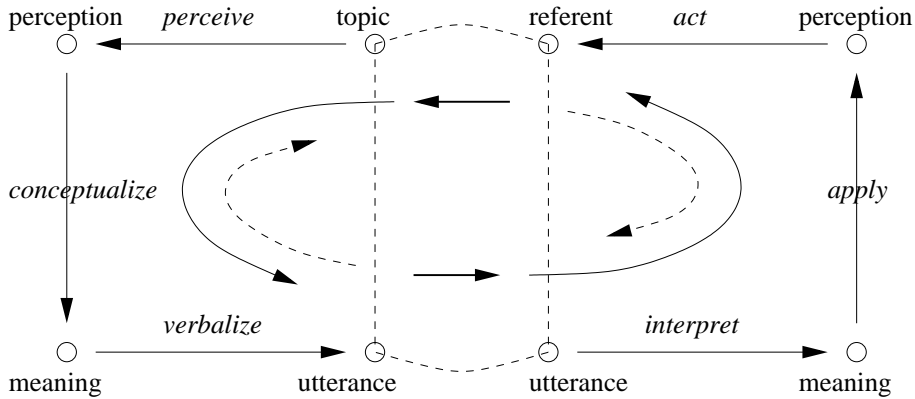 perception perceive topic referent act perception
conceptualize apply
verbalize interpret
meaning utterance utterance meaning